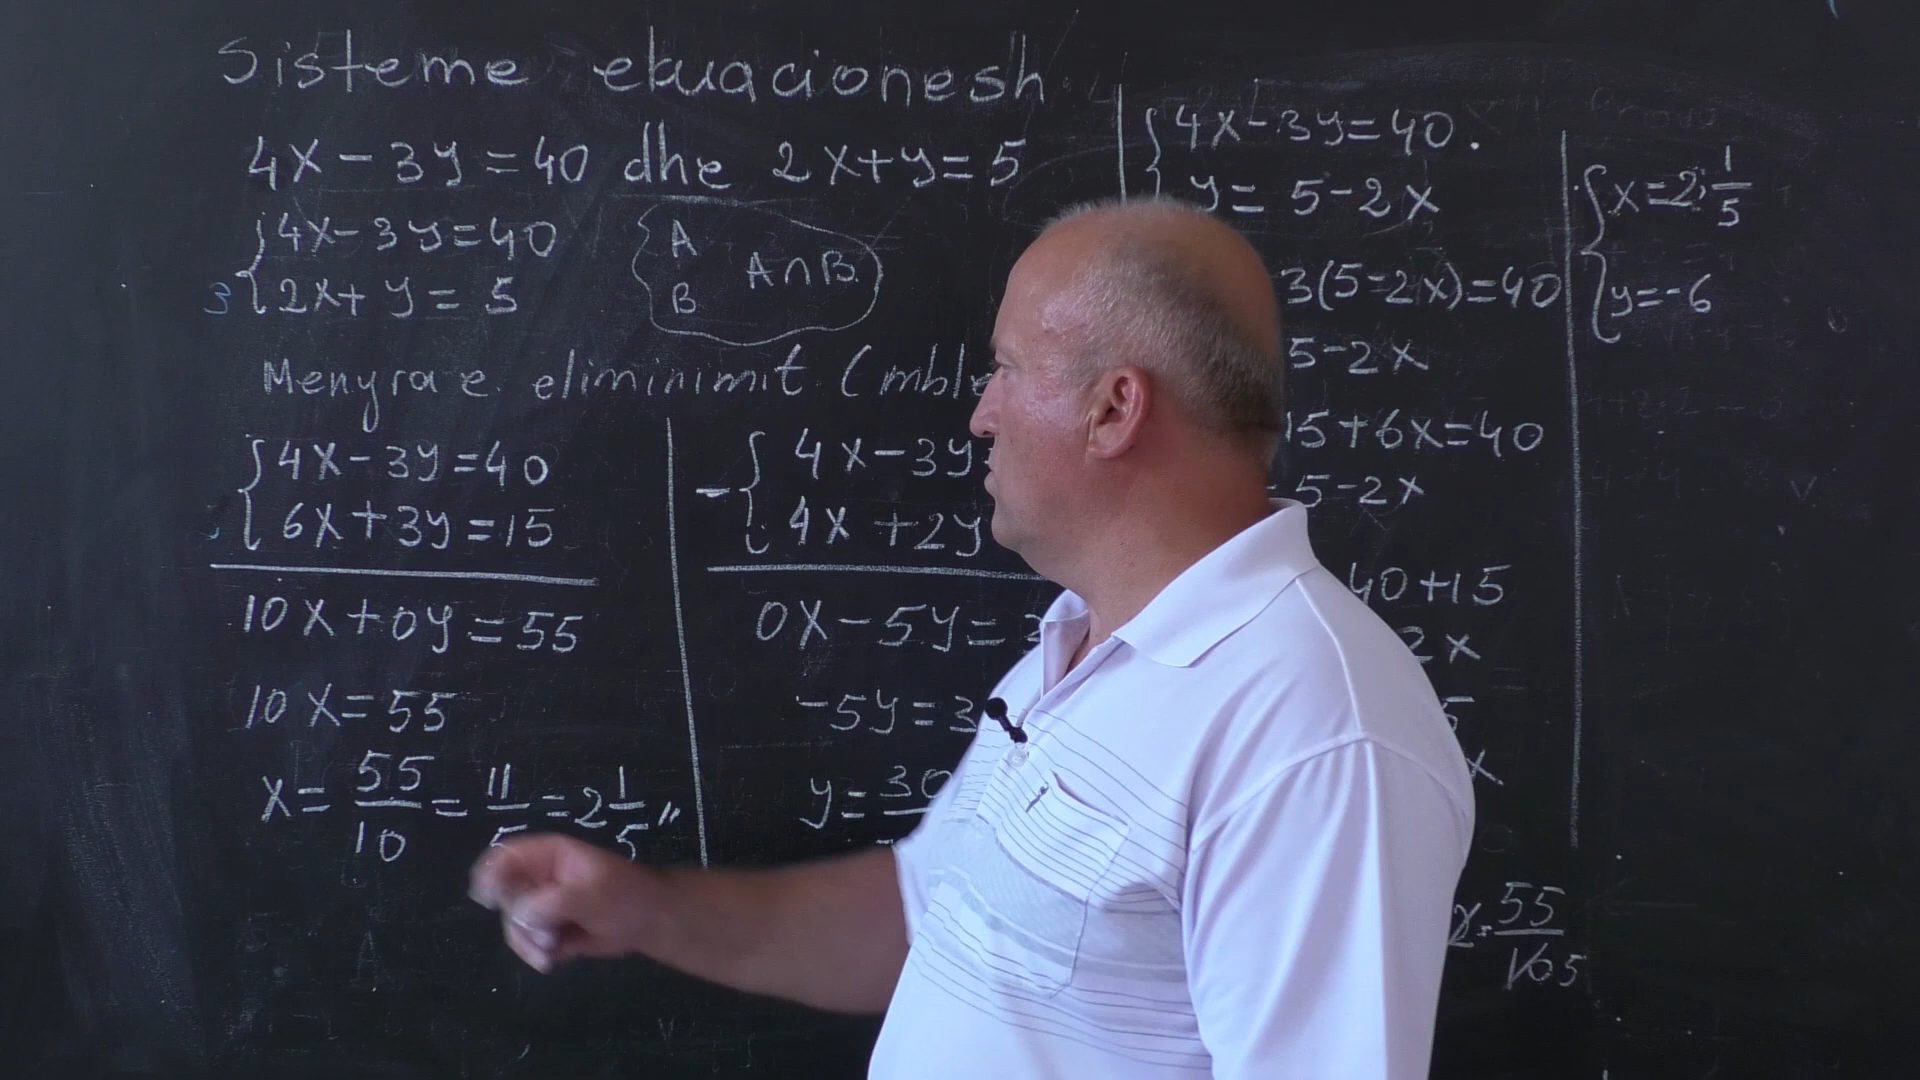 Sisteme ekuacionesh
4x-3y=40 dhe 2x+y=5
{4x-3y=40
3 {2x+y=5
{A
B
A∩B.
Menyra e eliminimit (mble
{4x-3y=40
{6x+3y=15
10x+0y=55
10x=55
x=55/10=11/5=2 1/5"
-{4x-3y
4x+2y
0x-5y=3
-5y=3
y=30
{4x-3y=40.
y=5-2x
3(5-2x)=40
5-2x
15+6x=40
5-2x
40+15
2x
5
x
x=55/105
{x=2 1/5
{y=-6